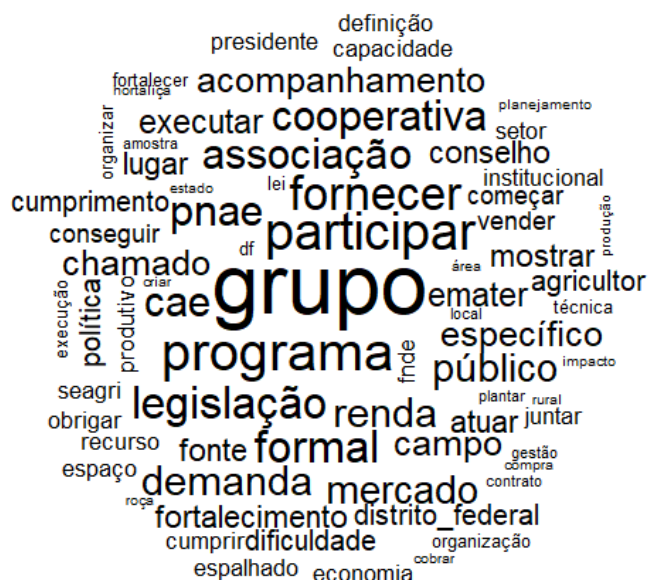 definição
presidente capacidade
fortalecer acompanhamento
hortaliça
planejamento
executar cooperativa setor
organizar
amostra
lugar associação conselho
estado lei fornecer institucional
cumprimento pnae começar
participar vender
produção
conseguir df mostrar
chamado área
grupo agricultor
criar
cae emater
execução
política
produtivo
local técnica
programa específico
fnde público impacto
seagri legislação plantar rural
renda atuar juntar
obrigar
recurso fonte formal campo gestão
compra
espaço demanda mercado contrato
roça
fortalecimento distrito_federal
cumprir dificuldade organização
cobrar
espalhado economia